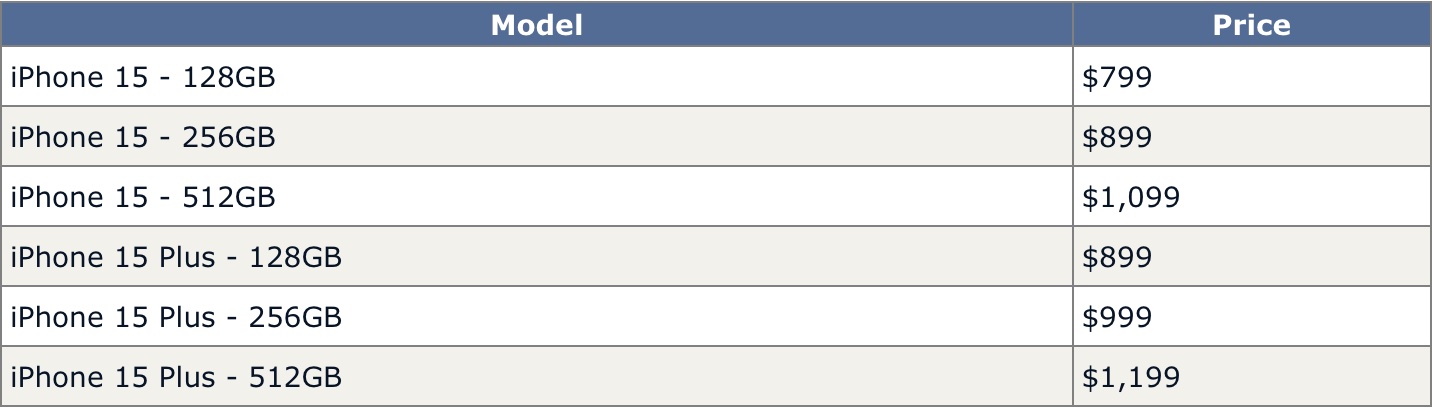 Model Price
iPhone 15 - 128GB $799
iPhone 15 - 256GB $899
iPhone 15 - 512GB $1,099
iPhone 15 Plus - 128GB $899
iPhone 15 Plus - 256GB $999
iPhone 15 Plus - 512GB $1,199